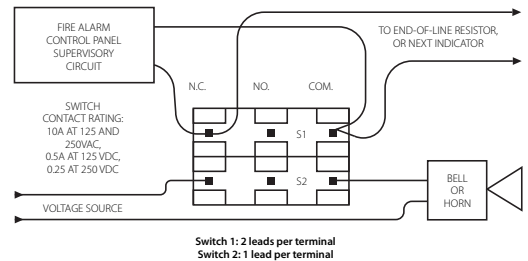 FIRE ALARM
CONTROL PANEL
SUPERVISORY
CIRCUIT
TO END-OF-LINE RESISTOR,
OR NEXT INDICATOR
N.C.
NO.
COM.
SWITCH
CONTACT RATING:
10A AT 125 AND
250VAC,
0.5A AT 125 VDC,
0.25 AT 250 VDC
S1
S2
BELL
OR
HORN
VOLTAGE SOURCE
Switch 1: 2 leads per terminal
Switch 2: 1 lead per terminal